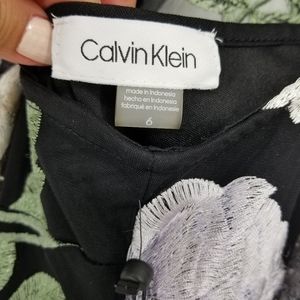 Calvin Klein
made in Indonesia
hecho en Indonesia
fabriqué en Indonésie
6